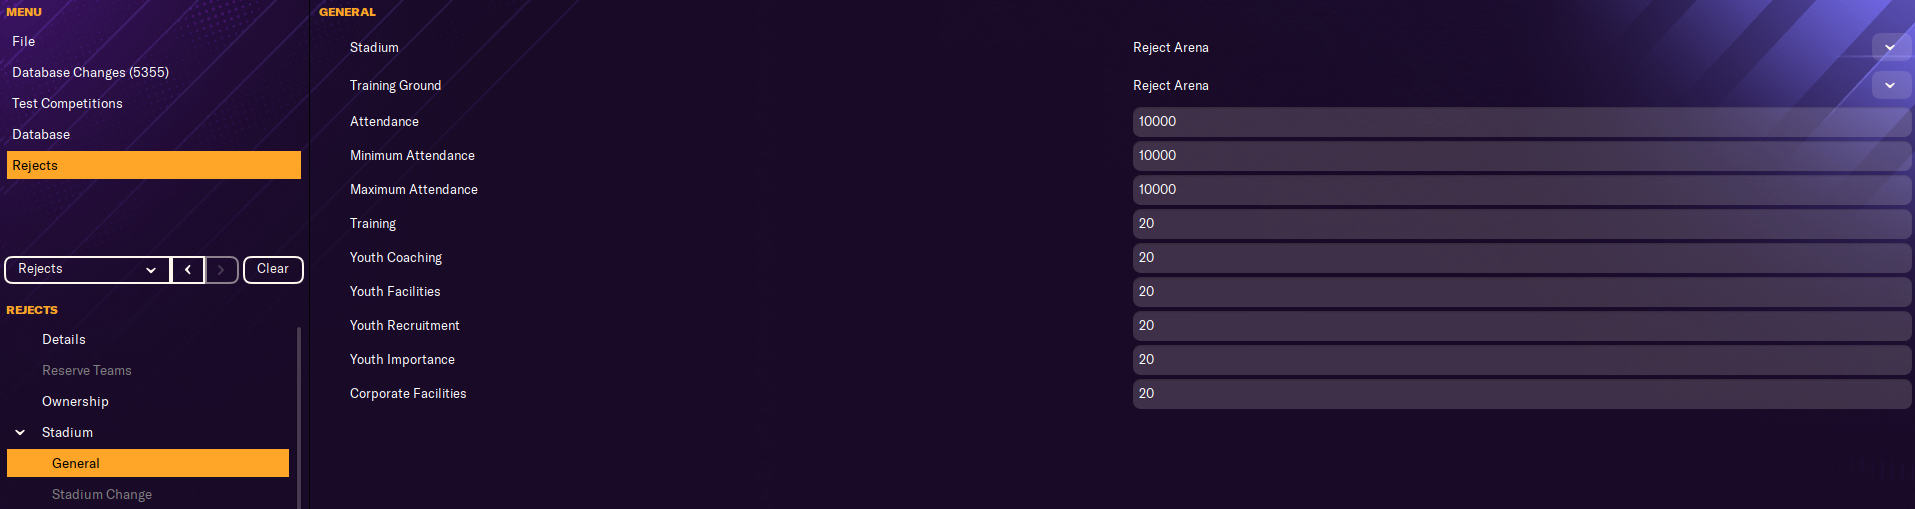 MENU
File
Database Changes (5355)
Test Competitions
Database
Rejects
Rejects
Clear
REJECTS
Details
Reserve Teams
Ownership
Stadium
General
Stadium Change
GENERAL
Stadium Reject Arena
Training Ground Reject Arena
Attendance 10000
Minimum Attendance 10000
Maximum Attendance 10000
Training 20
Youth Coaching 20
Youth Facilities 20
Youth Recruitment 20
Youth Importance 20
Corporate Facilities 20